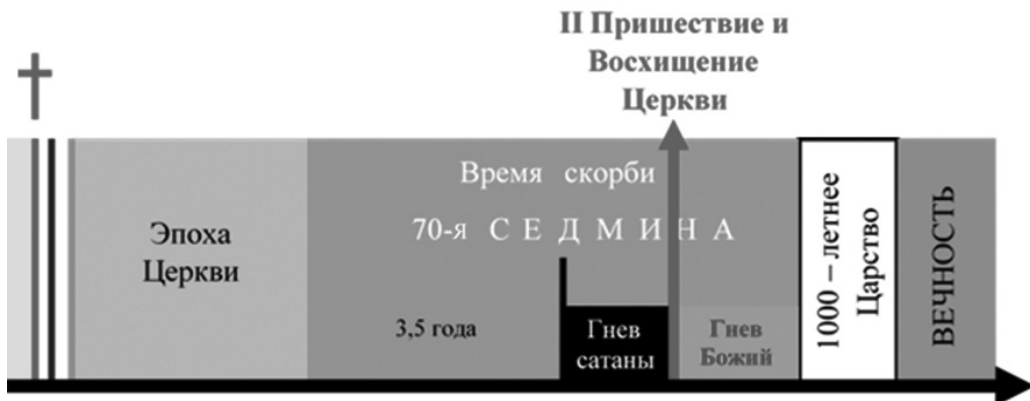 II Пришествие и
Восхищение
Церкви
Эпоха
Церкви
Время скорби
70-я СЕДМИНА
3,5 года
Гнев
сатаны
Гнев
Божий
1000 – летнее
Царство
ВЕЧНОСТЬ